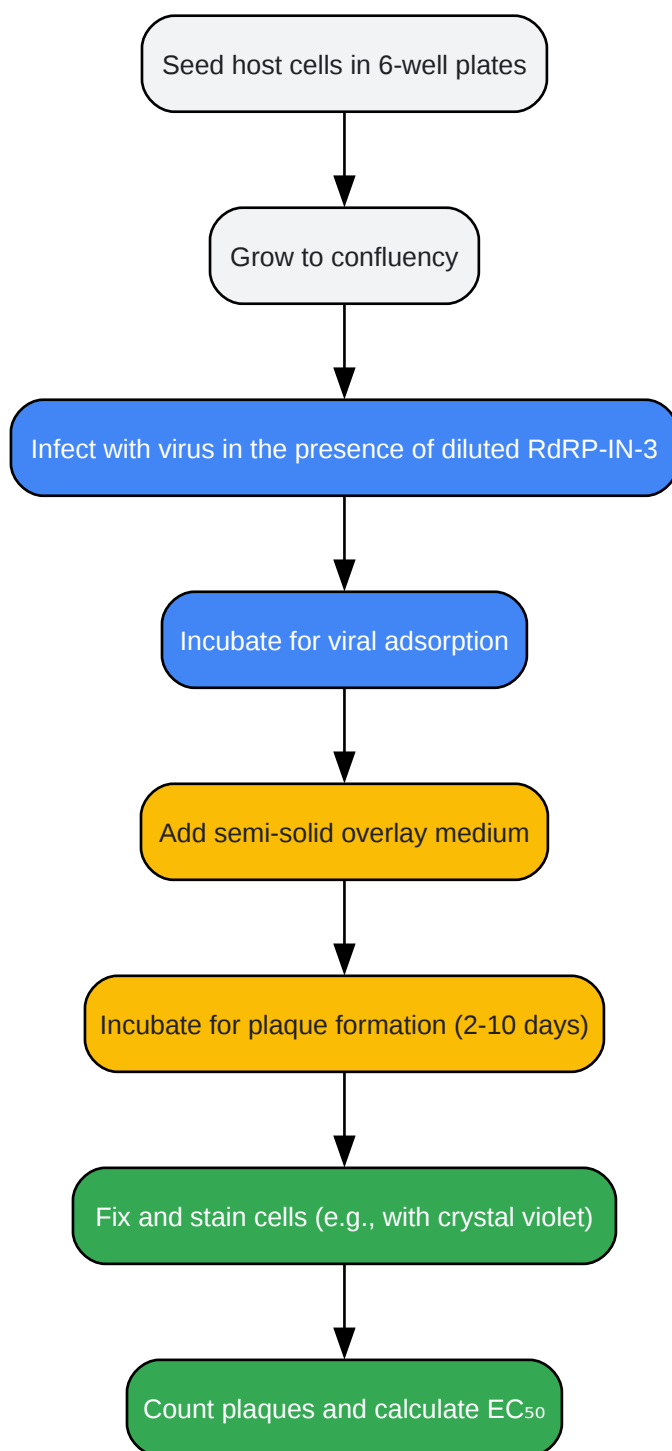 Seed host cells in 6-well plates
Grow to confluency
Infect with virus in the presence of diluted RdRP-IN-3
Incubate for viral adsorption
Add semi-solid overlay medium
Incubate for plaque formation (2-10 days)
Fix and stain cells (e.g., with crystal violet)
Count plaques and calculate EC₅₀